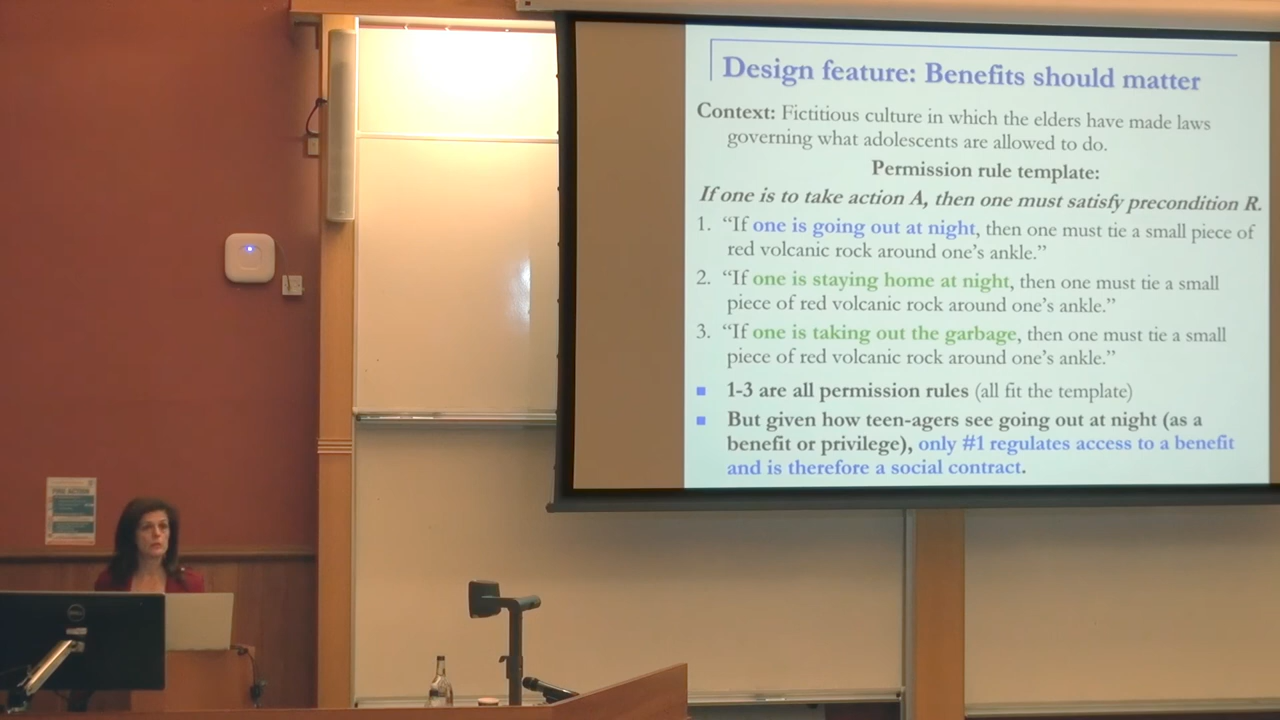 Design feature: Benefits should matter
Context: Fictitious culture in which the elders have made laws
governing what adolescents are allowed to do.
Permission rule template:
If one is to take action A, then one must satisfy precondition R.
1. “If one is going out at night, then one must tie a small piece of
red volcanic rock around one’s ankle.”
2. “If one is staying home at night, then one must tie a small
piece of red volcanic rock around one’s ankle.”
3. “If one is taking out the garbage, then one must tie a small
piece of red volcanic rock around one’s ankle.”
1-3 are all permission rules (all fit the template)
But given how teen-agers see going out at night (as a
benefit or privilege), only #1 regulates access to a benefit
and is therefore a social contract.
FIRE ACTION
DELL